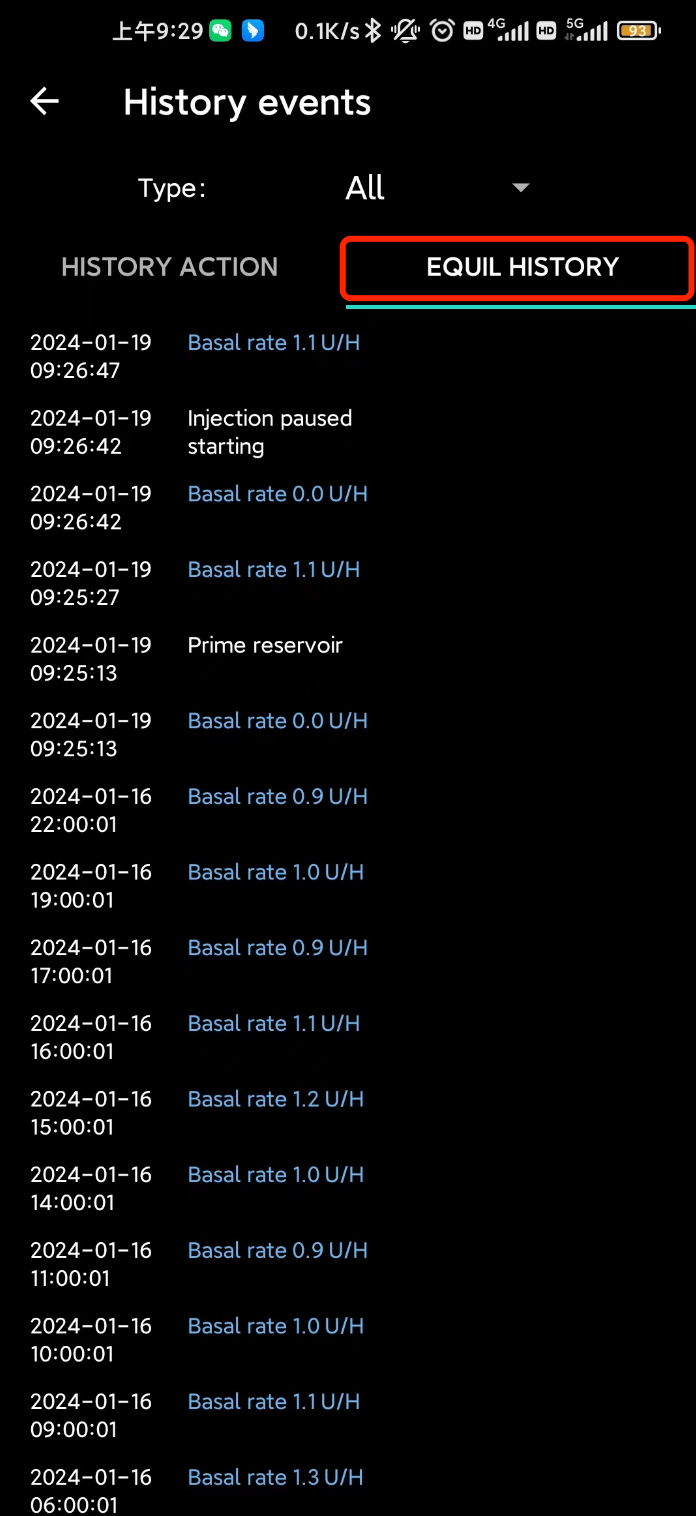 上午9:29 0.1K/s HD 4G HD 5G 93
History events
Type: All
HISTORY ACTION EQUIL HISTORY
2024-01-19 Basal rate 1.1 U/H
09:26:47
2024-01-19 Injection paused
09:26:42 starting
2024-01-19 Basal rate 0.0 U/H
09:26:42
2024-01-19 Basal rate 1.1 U/H
09:25:27
2024-01-19 Prime reservoir
09:25:13
2024-01-19 Basal rate 0.0 U/H
09:25:13
2024-01-16 Basal rate 0.9 U/H
22:00:01
2024-01-16 Basal rate 1.0 U/H
19:00:01
2024-01-16 Basal rate 0.9 U/H
17:00:01
2024-01-16 Basal rate 1.1 U/H
16:00:01
2024-01-16 Basal rate 1.2 U/H
15:00:01
2024-01-16 Basal rate 1.0 U/H
14:00:01
2024-01-16 Basal rate 0.9 U/H
11:00:01
2024-01-16 Basal rate 1.0 U/H
10:00:01
2024-01-16 Basal rate 1.1 U/H
09:00:01
2024-01-16 Basal rate 1.3 U/H
06:00:01